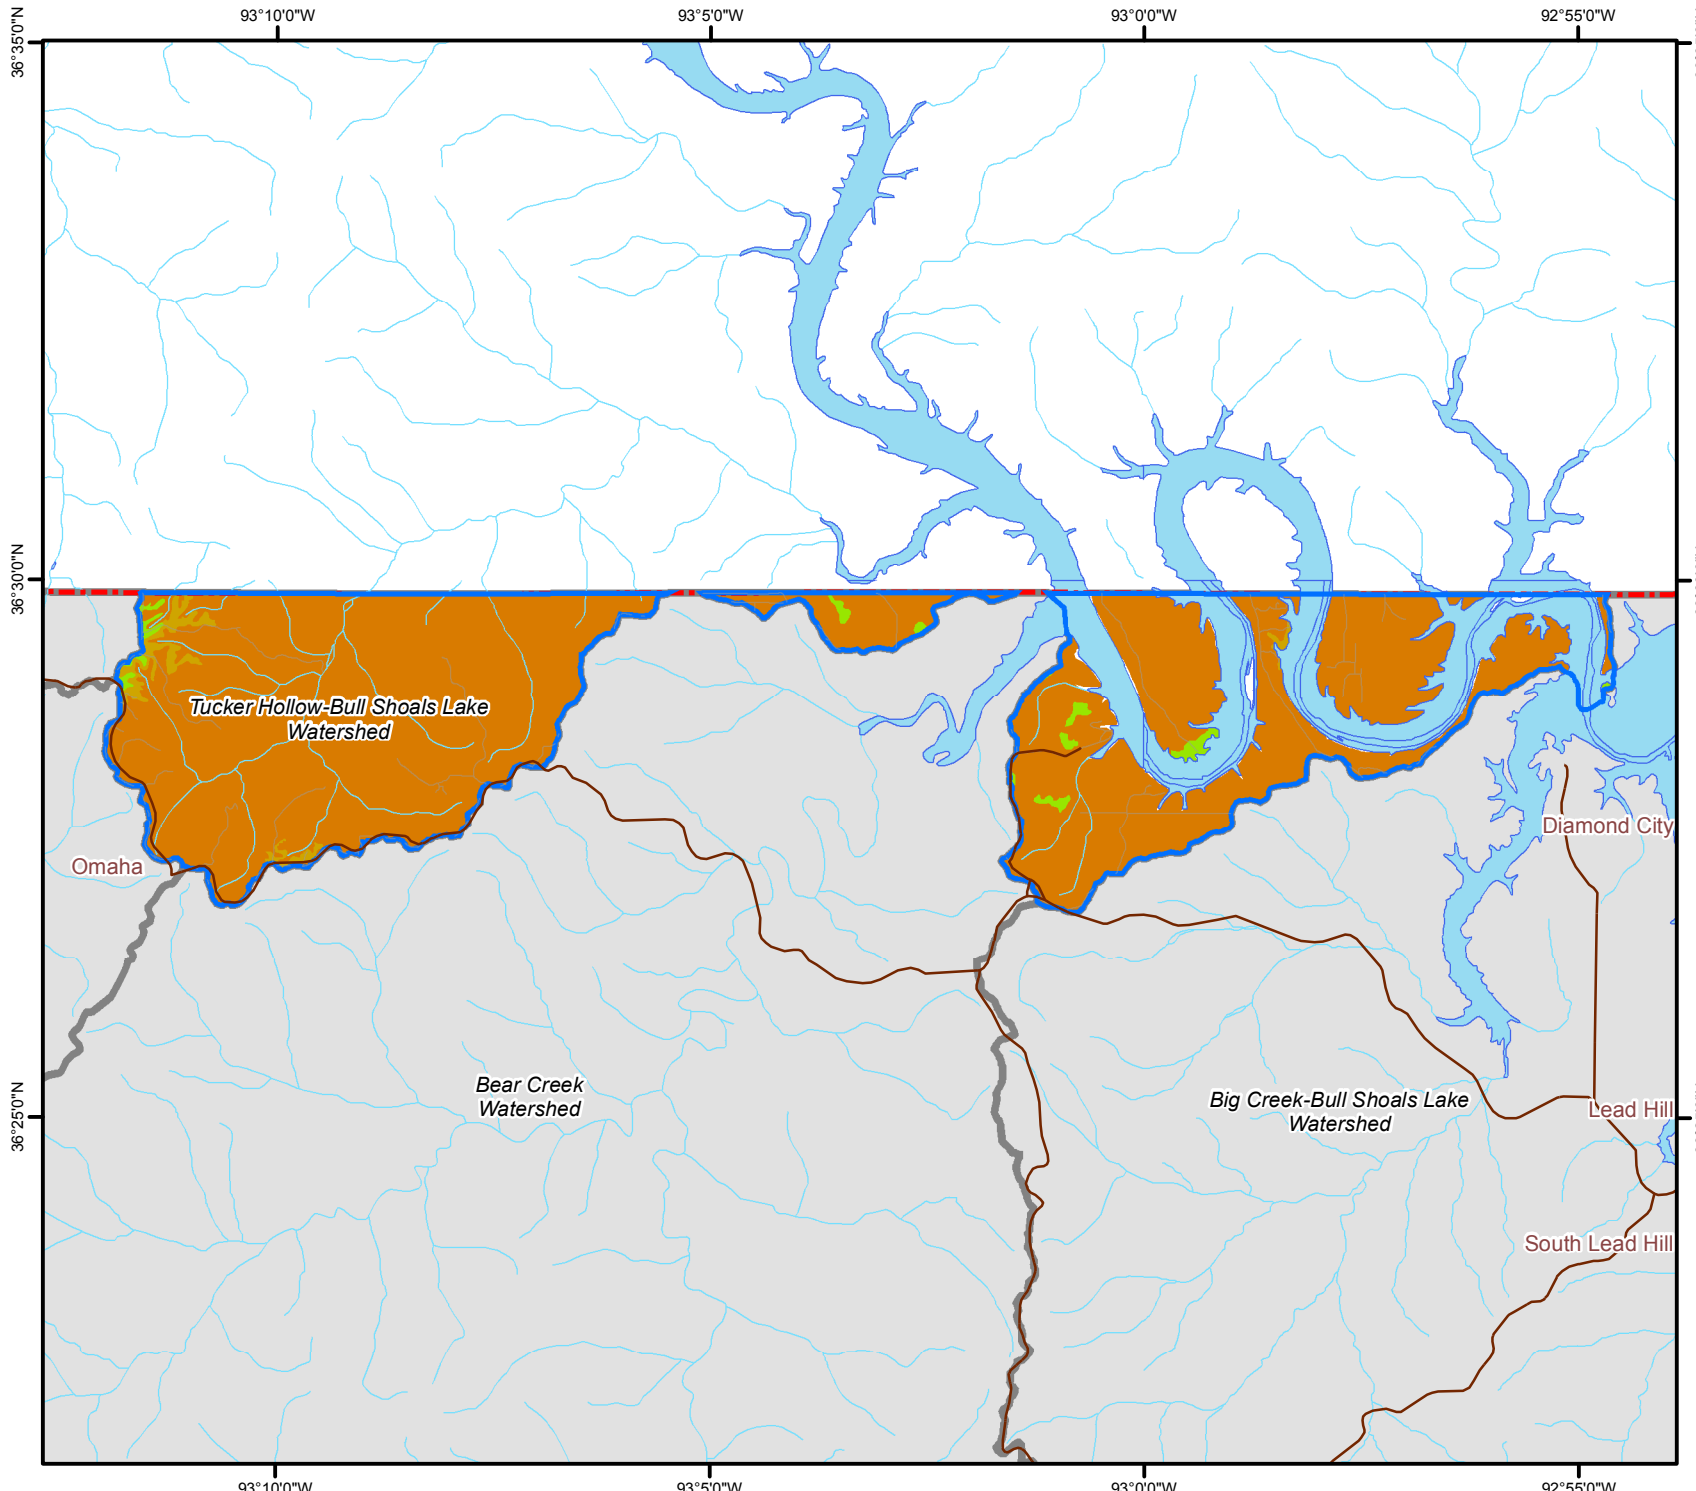 93°10'0"W
93°5'0"W
93°0'0"W
92°55'0"W
36°35'0"N
36°30'0"N
Tucker Hollow-Bull Shoals Lake
Watershed
Diamond City
Omaha
Bear Creek
Watershed
Big Creek-Bull Shoals Lake
Watershed
36°25'0"N
Lead Hill
South Lead Hill
93°10'0"W
93°5'0"W
93°0'0"W
92°55'0"W